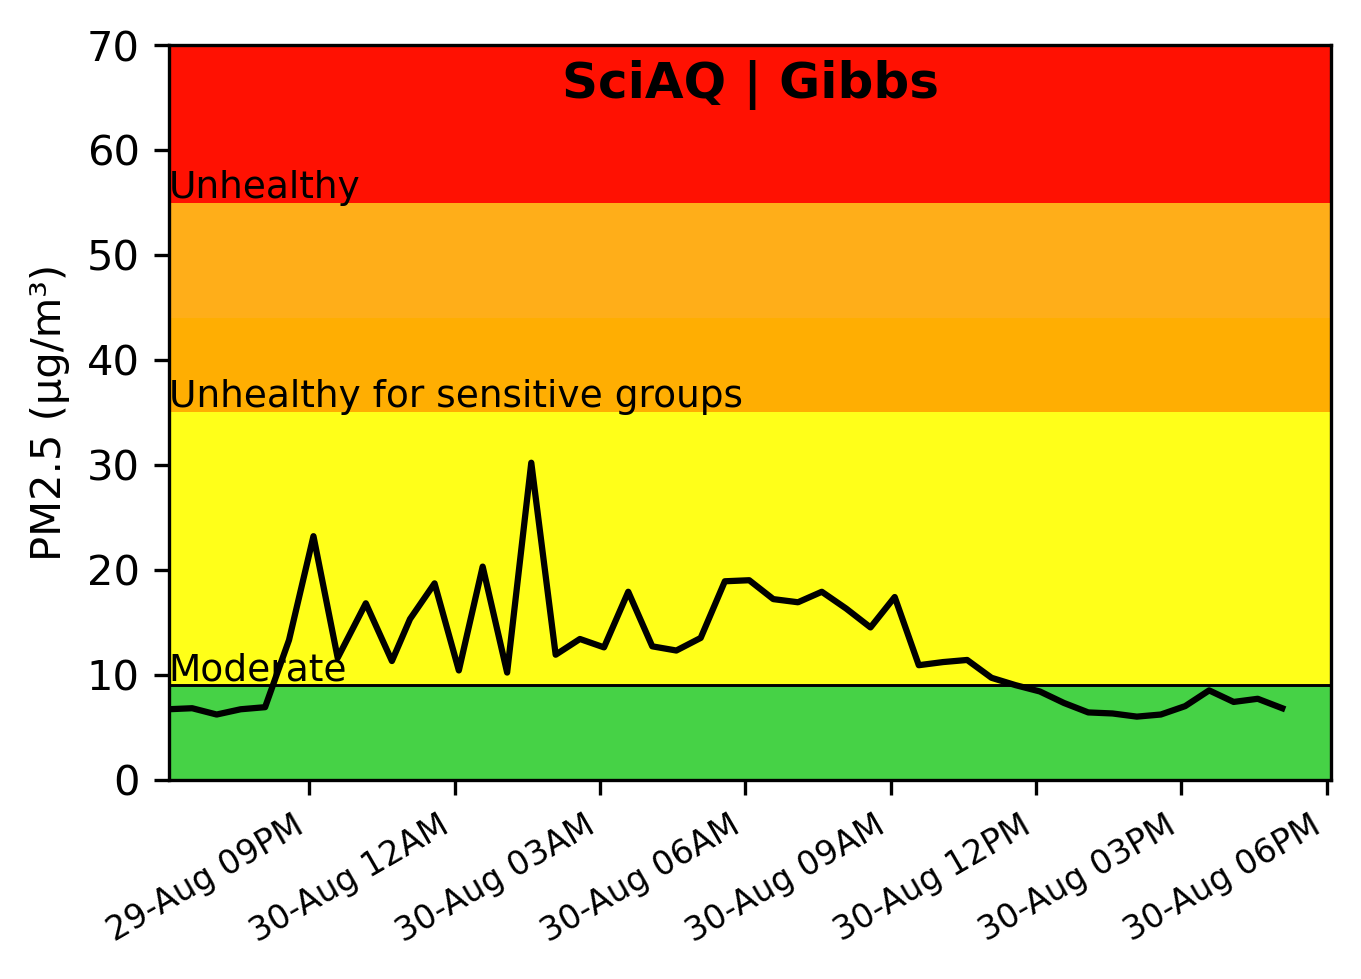 SciAQ | Gibbs
PM2.5 (µg/m³)
70
60
Unhealthy
50
40
Unhealthy for sensitive groups
30
20
10
Moderate
0
29-Aug 09PM
30-Aug 12AM
30-Aug 03AM
30-Aug 06AM
30-Aug 09AM
30-Aug 12PM
30-Aug 03PM
30-Aug 06PM